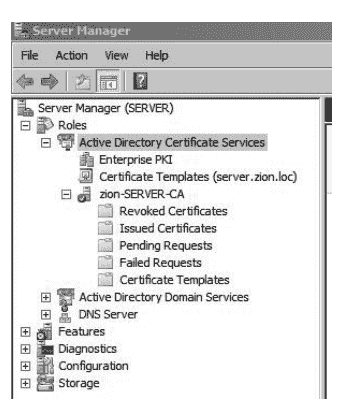 Server Manager
File Action View Help
Server Manager (SERVER)
Roles
Active Directory Certificate Services
Enterprise PKI
Certificate Templates (server.zion.loc)
zion-SERVER-CA
Revoked Certificates
Issued Certificates
Pending Requests
Failed Requests
Certificate Templates
Active Directory Domain Services
DNS Server
Features
Diagnostics
Configuration
Storage